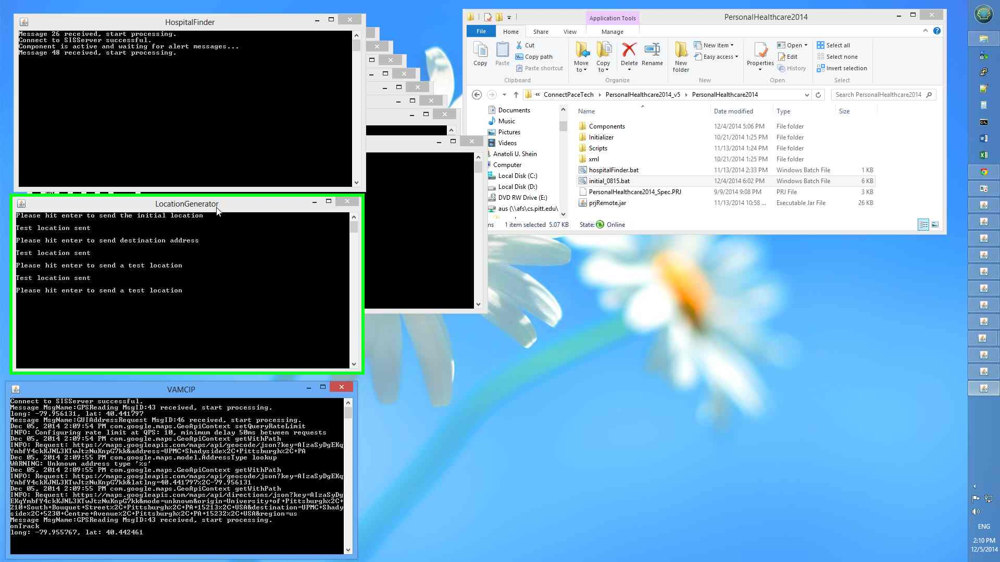 HospitalFinder
Message 26 received, start processing.
Connect to SISServer successful.
Component is active and waiting for alert messages...
Message 48 received, start processing.
LocationGenerator
Please hit enter to send the initial location
Test location sent
Please hit enter to send destination address
Test location sent
Please hit enter to send a test location
Test location sent
Please hit enter to send a test location
VAMCIP
Connect to SISServer successful.
Message MsgName:GPSReading MsgID:43 received, start processing.
long: -79.956131, lat: 40.441797
Message MsgName:GUIAddressRequest MsgID:46 received, start processing.
Dec 05, 2014 2:09:54 PM com.google.maps.GeoApiContext setQueryRateLimit
INFO: Configuring rate limit at QPS: 10, minimum delay 50ms between requests
Dec 05, 2014 2:09:54 PM com.google.maps.GeoApiContext getWithPath
INFO: Request: https://maps.googleapis.com/maps/api/geocode/json?key=AIzaSyDgEKq
YmbfY4ckKJNL3KTwJtzNuKnpG7kk&address=UPMC+Shadyside%2C+Pittsburgh%2C+PA
Dec 05, 2014 2:09:55 PM com.google.maps.model.AddressType lookup
WARNING: Unknown address type '%s'
Dec 05, 2014 2:09:55 PM com.google.maps.GeoApiContext getWithPath
INFO: Request: https://maps.googleapis.com/maps/api/geocode/json?key=AIzaSyDgEKq
YmbfY4ckKJNL3KTwJtzNuKnpG7kk&latlng=40.441797%2C-79.956131
Dec 05, 2014 2:09:55 PM com.google.maps.GeoApiContext getWithPath
INFO: Request: https://maps.googleapis.com/maps/api/directions/json?key=AIzaSyDg
EKqYmbfY4ckKJNL3KTwJtzNuKnpG7kk&mode=unknown&origin=University+of+Pittsburgh%2C+
210+South+Bouquet+Street%2C+Pittsburgh%2C+PA+15213%2C+USA&destination=UPMC+Shady
side%2C+5230+Centre+Avenue%2C+Pittsburgh%2C+PA+15232%2C+USA&region=us
Message MsgName:GPSReading MsgID:43 received, start processing.
onTrack
long: -79.955767, lat: 40.442461
Application Tools
PersonalHealthcare2014
File Home Share View Manage
Copy
Paste
Cut
Copy path
Paste shortcut
Clipboard
Move to
Copy to
Delete
Rename
Organize
New folder
New item
Easy access
New
Properties
Open
Edit
History
Open
Select all
Select none
Invert selection
Select
« ConnectPaceTech PersonalHealthcare2014_v5 PersonalHealthcare2014
Search PersonalHealthcare2014
Documents
Music
Pictures
Videos
Anatoli U. Shein
Computer
Local Disk (C:)
Local Disk (D:)
DVD RW Drive (E:)
aus (\\afs\cs.pitt.edu\
Name Date modified Type Size
Components 12/4/2014 5:06 PM File folder
Initializer 10/21/2014 1:25 PM File folder
Scripts 11/13/2014 1:24 PM File folder
xml 10/21/2014 1:25 PM File folder
hospitalFinder.bat 11/13/2014 2:33 PM Windows Batch File 1 KB
initial_0815.bat 12/4/2014 6:02 PM Windows Batch File 6 KB
PersonalHealthcare2014_Spec.PRJ 9/9/2014 9:08 PM PRJ File 3 KB
prjRemote.jar 11/13/2014 10:58 ... Executable Jar File 26 KB
ns 1 item selected 5.07 KB State: Online
ENG
2:10 PM
12/5/2014